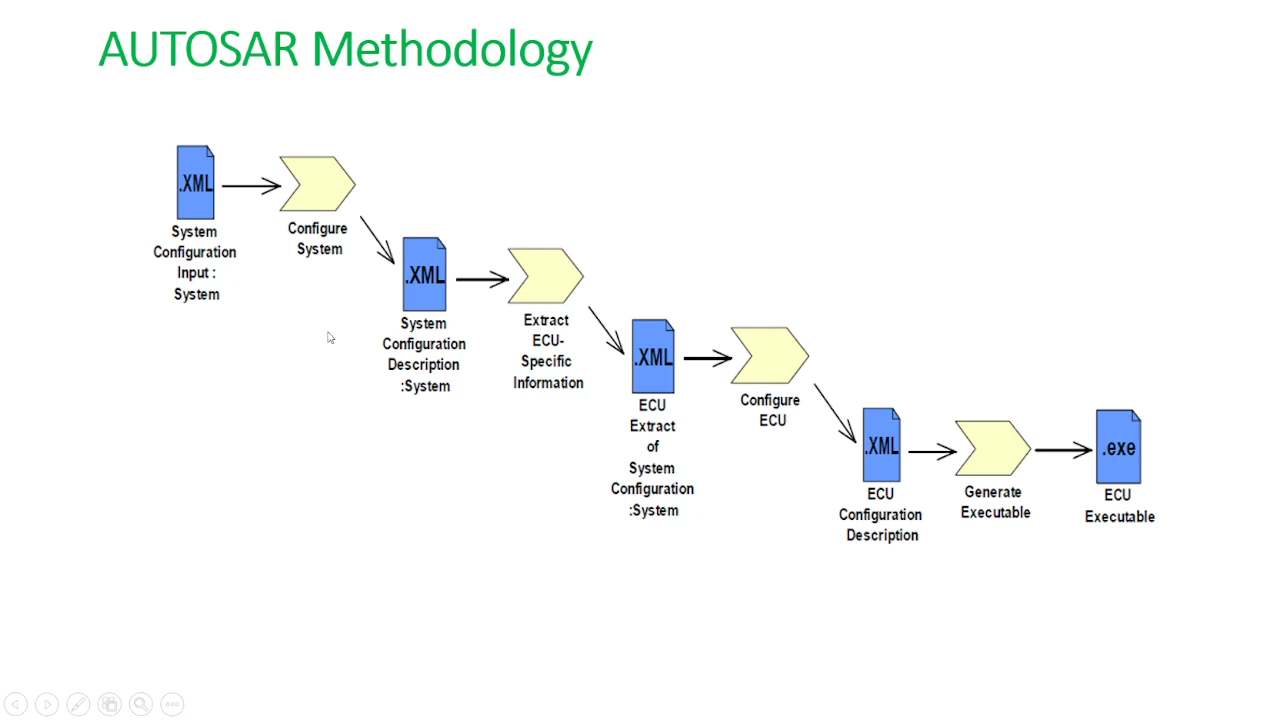 AUTOSAR Methodology
.XML
System
Configuration
Input :
System
Configure
System
.XML
System
Configuration
Description
:System
Extract
ECU-
Specific
Information
.XML
ECU
Extract
of
System
Configuration
:System
Configure
ECU
.XML
ECU
Configuration
Description
Generate
Executable
.exe
ECU
Executable